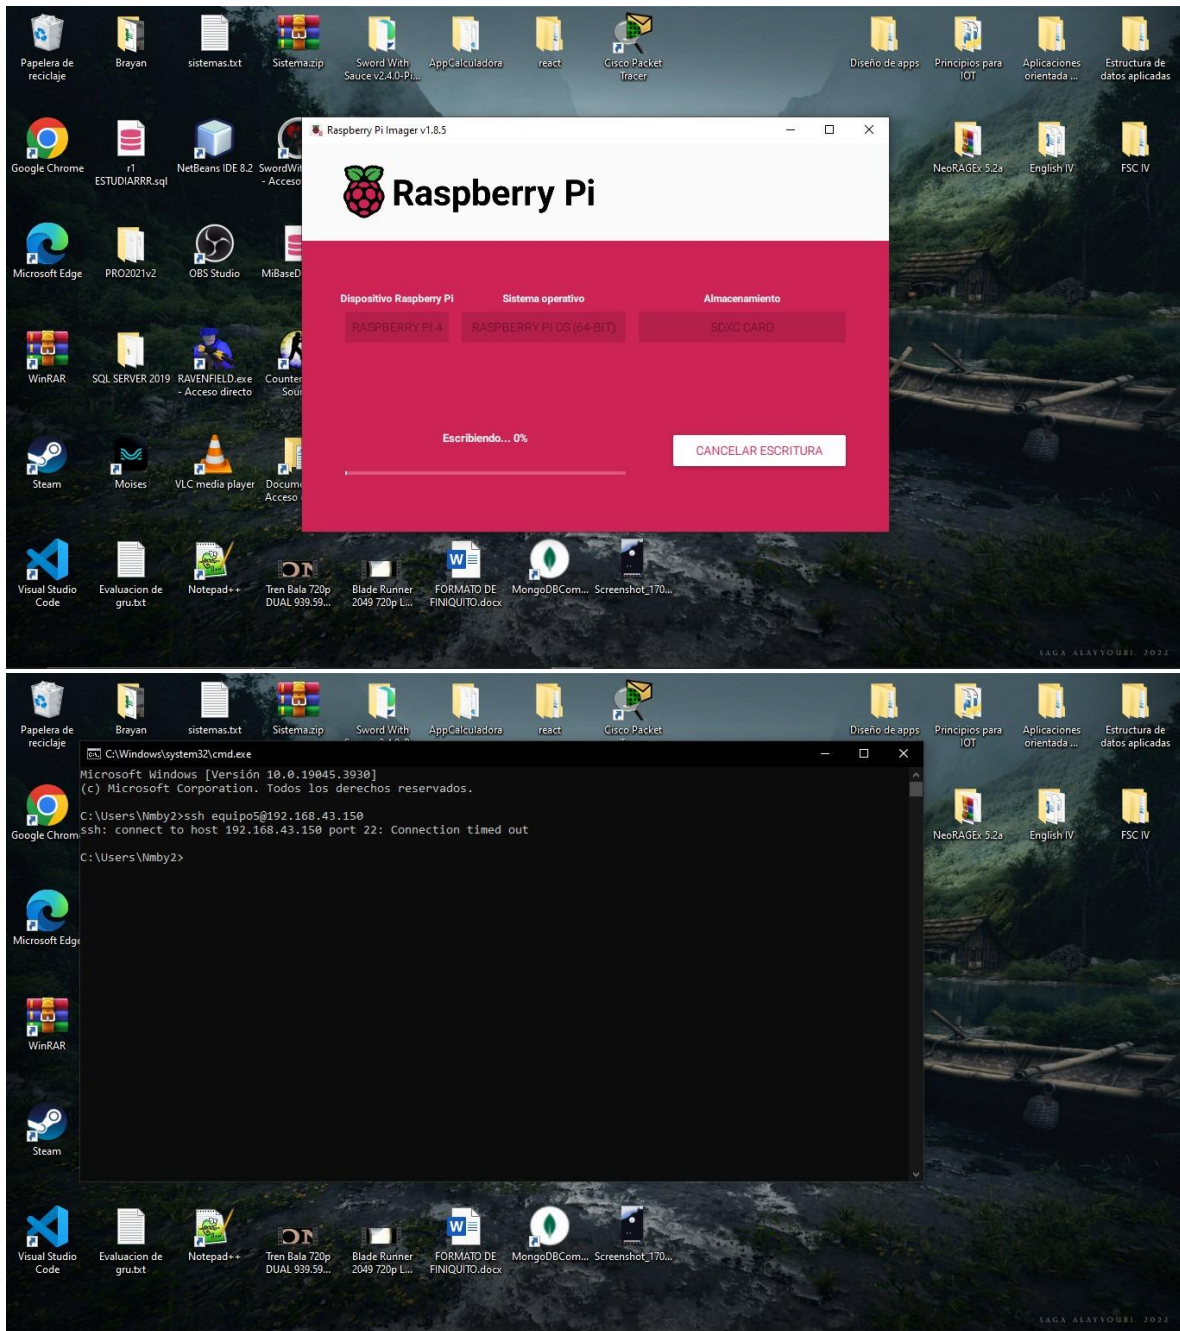 Papelera de reciclaje
Brayan
sistemas.txt
Sistema.zip
Sword With Sauce v2.4.0-Pi...
AppCalculadora
react
Cisco Packet Tracer
Diseño de apps
Principios para IOT
Aplicaciones orientada ...
Estructura de datos aplicadas
Google Chrome
r1 ESTUDIARRR.sql
NetBeans IDE 8.2
SwordWit
- Acceso
Raspberry Pi Imager v1.8.5
Raspberry Pi
NeoRAGEx 5.2a
English IV
FSC IV
Microsoft Edge
PRO2021v2
OBS Studio
MiBaseD
Dispositivo Raspberry Pi
Sistema operativo
Almacenamiento
RASPBERRY PI 4
RASPBERRY PI OS (64-BIT)
SDXC CARD
WinRAR
SQL SERVER 2019
RAVENFIELD.exe - Acceso directo
Counter
Sour
Escribiendo... 0%
CANCELAR ESCRITURA
Steam
Moises
VLC media player
Docum
Acceso
Visual Studio Code
Evaluacion de gru.txt
Notepad++
Tren Bala 720p DUAL 939.59...
Blade Runner 2049 720p L...
FORMATO DE FINIQUITO.docx
MongoDBCom...
Screenshot_170...
SAGA ALAYYOUBI. 2022
Papelera de reciclaje
Brayan
sistemas.txt
Sistema.zip
Sword With
AppCalculadora
react
Cisco Packet
Diseño de apps
Principios para IOT
Aplicaciones orientada ...
Estructura de datos aplicadas
C:\Windows\system32\cmd.exe
Microsoft Windows [Versión 10.0.19045.3930]
(c) Microsoft Corporation. Todos los derechos reservados.
C:\Users\Nmby2>ssh equipo5@192.168.43.150
ssh: connect to host 192.168.43.150 port 22: Connection timed out
C:\Users\Nmby2>
Google Chrom
NeoRAGEx 5.2a
English IV
FSC IV
Microsoft Edge
WinRAR
Steam
Visual Studio Code
Evaluacion de gru.txt
Notepad++
Tren Bala 720p DUAL 939.59...
Blade Runner 2049 720p L...
FORMATO DE FINIQUITO.docx
MongoDBCom...
Screenshot_170...
SAGA ALAYYOUBI. 2022